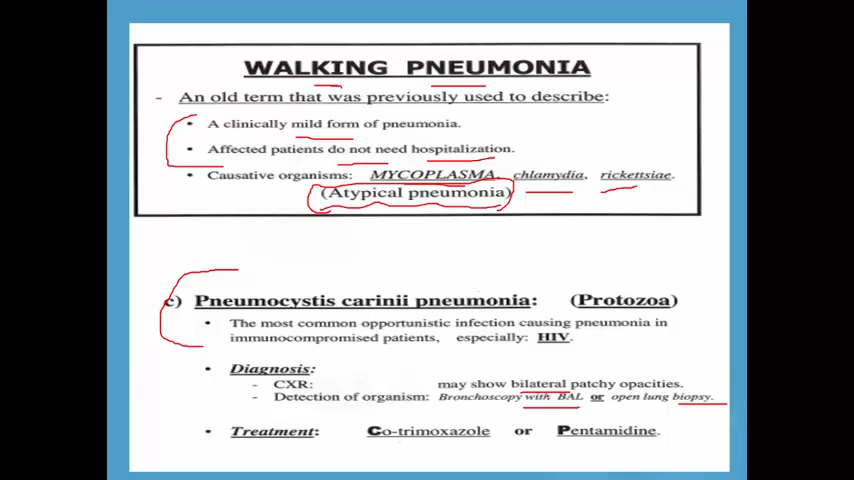 WALKING PNEUMONIA
- An old term that was previously used to describe:
• A clinically mild form of pneumonia.
• Affected patients do not need hospitalization.
• Causative organisms: MYCOPLASMA, chlamydia, rickettsiae.
(Atypical pneumonia)
c) Pneumocystis carinii pneumonia: (Protozoa)
• The most common opportunistic infection causing pneumonia in
immunocompromised patients, especially: HIV.
• Diagnosis:
- CXR: may show bilateral patchy opacities.
- Detection of organism: Bronchoscopy with BAL or open lung biopsy.
• Treatment: Co-trimoxazole or Pentamidine.